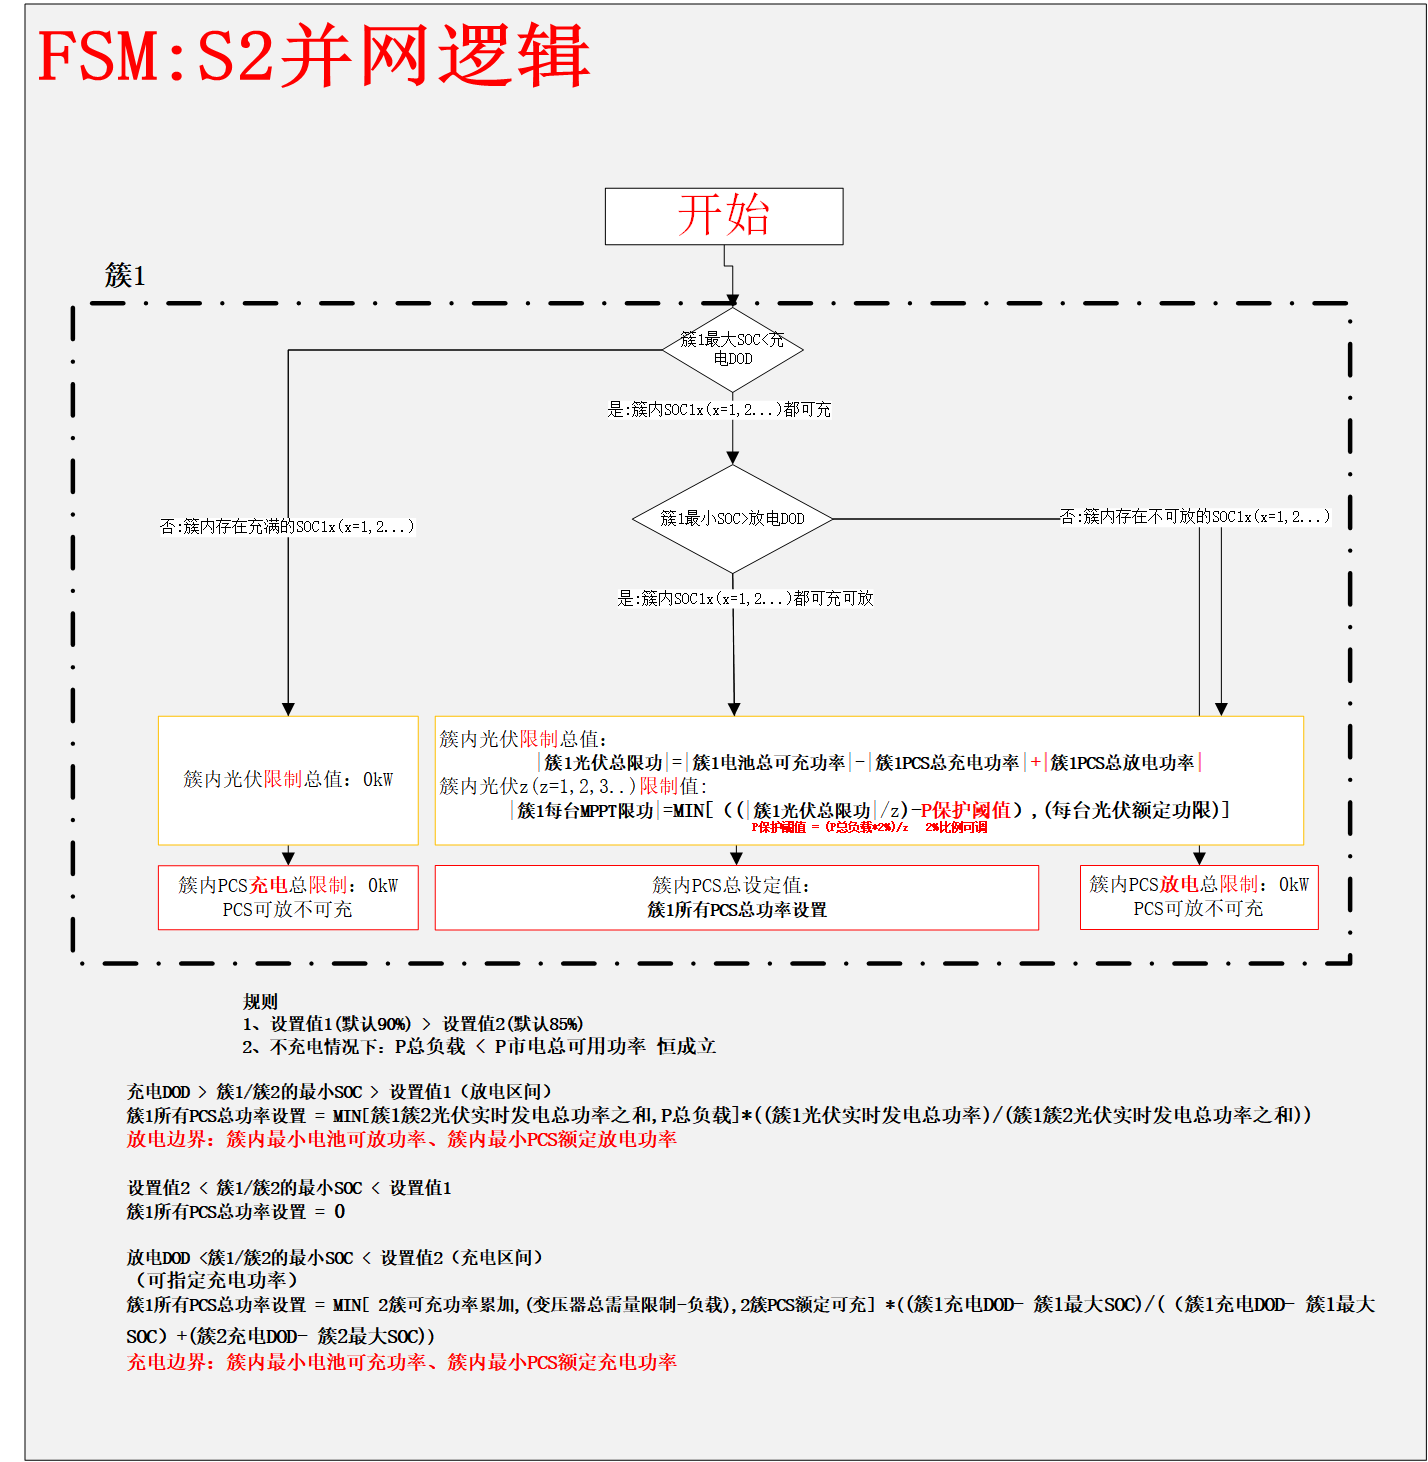 FSM:S2并网逻辑
开始
簇1
簇1最大SOC<充
电DOD
是:簇内SOC1x(x=1,2...)都可充
簇1最小SOC>放电DOD
否:簇内存在不可放的SOC1x(x=1,2...)
否:簇内存在充满的SOC1x(x=1,2...)
是:簇内SOC1x(x=1,2...)都可充可放
簇内光伏限制总值：0kW
簇内光伏限制总值：
|簇1光伏总限功|=|簇1电池总可充功率|-|簇1PCS总充电功率|+|簇1PCS总放电功率|
簇内光伏z(z=1,2,3..)限制值:
|簇1每台MPPT限功|=MIN[（(|簇1光伏总限功|/z)-P保护阈值）,(每台光伏额定功限)]
P保护阈值 = (P总负载*2%)/z   2%比例可调
簇内PCS充电总限制：0kW
PCS可放不可充
簇内PCS总设定值：
簇1所有PCS总功率设置
簇内PCS放电总限制：0kW
PCS可放不可充
规则
1、设置值1(默认90%) > 设置值2(默认85%)
2、不充电情况下：P总负载 < P市电总可用功率 恒成立
充电DOD > 簇1/簇2的最小SOC > 设置值1（放电区间）
簇1所有PCS总功率设置 = MIN[簇1簇2光伏实时发电总功率之和,P总负载]*((簇1光伏实时发电总功率)/(簇1簇2光伏实时发电总功率之和))
放电边界：簇内最小电池可放功率、簇内最小PCS额定放电功率
设置值2 < 簇1/簇2的最小SOC < 设置值1
簇1所有PCS总功率设置 = 0
放电DOD <簇1/簇2的最小SOC < 设置值2（充电区间）
（可指定充电功率）
簇1所有PCS总功率设置 = MIN[ 2簇可充功率累加,(变压器总需量限制-负载),2簇PCS额定可充] *((簇1充电DOD- 簇1最大SOC)/(（簇1充电DOD- 簇1最大
SOC）+(簇2充电DOD- 簇2最大SOC))
充电边界：簇内最小电池可充功率、簇内最小PCS额定充电功率